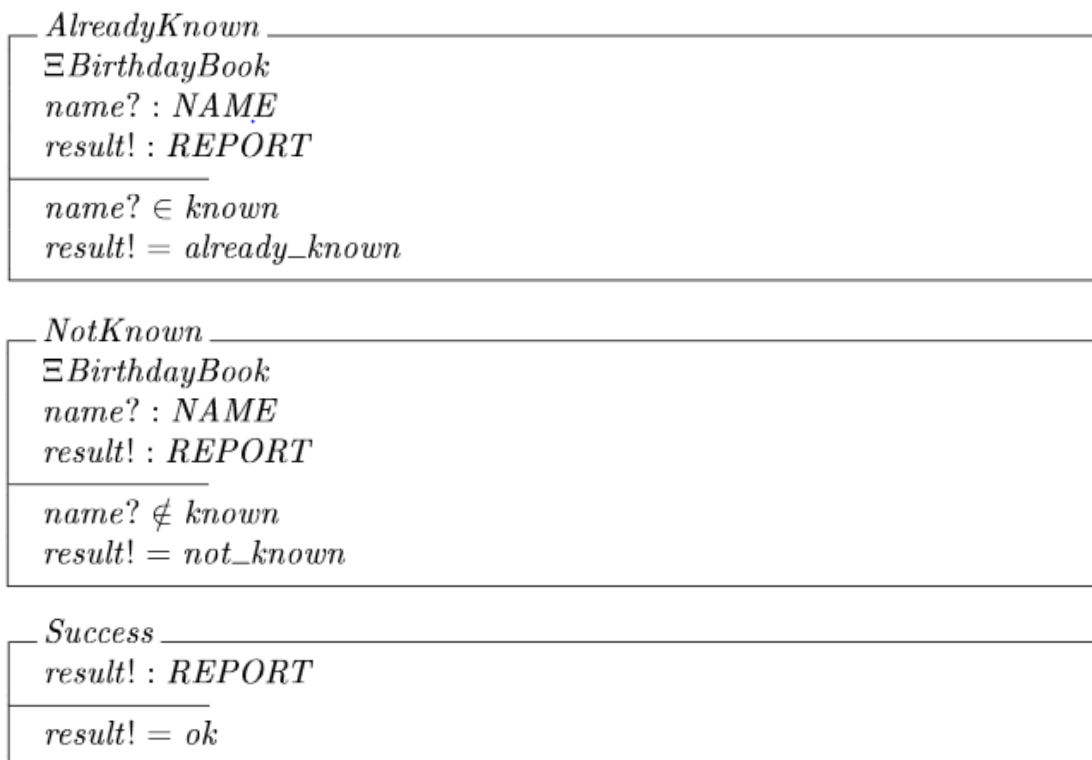 AlreadyKnown
ΞBirthdayBook
name? : NAME
result! : REPORT
name? ∈ known
result! = already_known
NotKnown
ΞBirthdayBook
name? : NAME
result! : REPORT
name? ∉ known
result! = not_known
Success
result! : REPORT
result! = ok